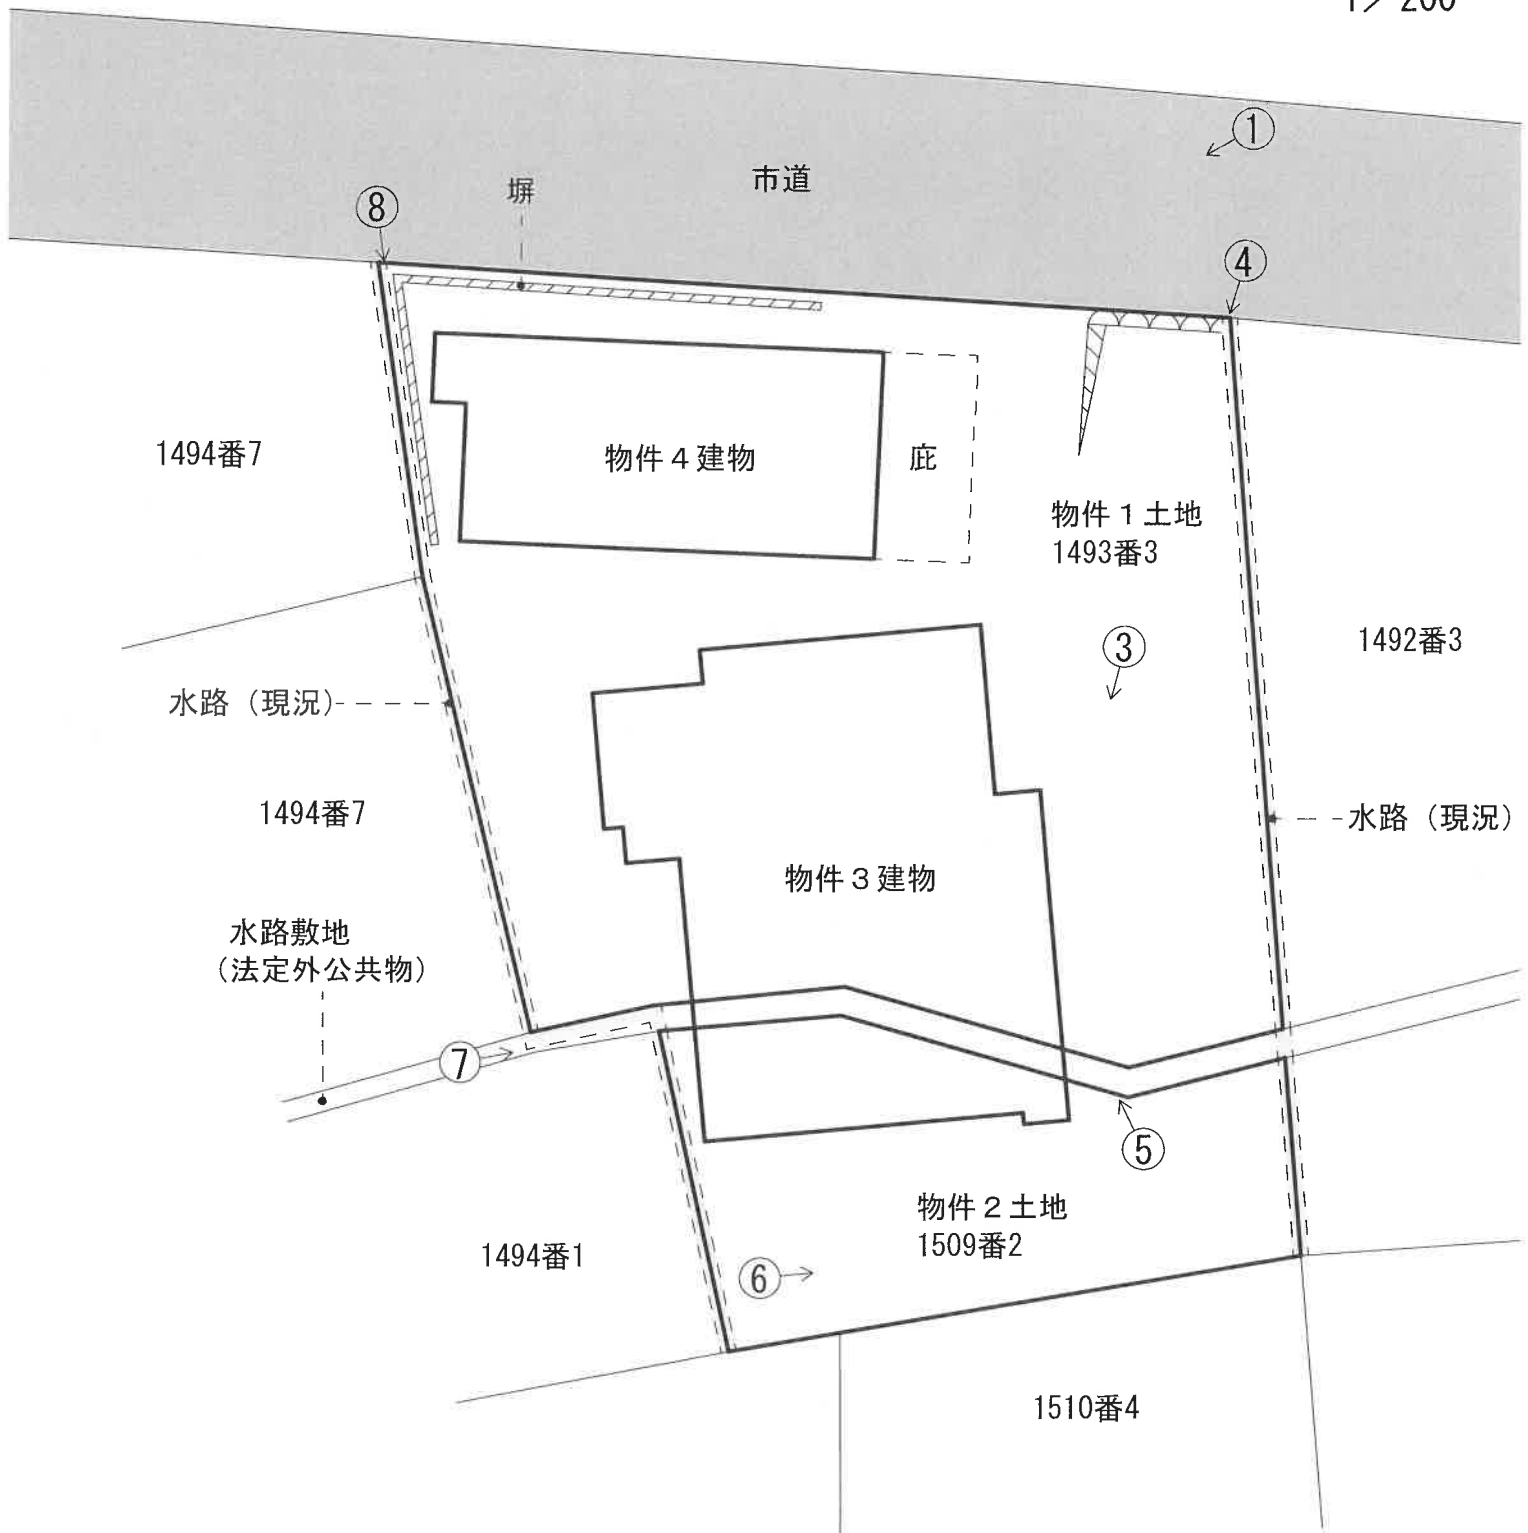 1／200
①
市道
塀
⑧
④
1494番7
物件４建物
庇
物件１土地
1493番3
③
1492番3
水路（現況）
1494番7
水路（現況）
物件３建物
水路敷地
（法定外公共物）
⑦
⑤
物件２土地
1509番2
1494番1
⑥
1510番4